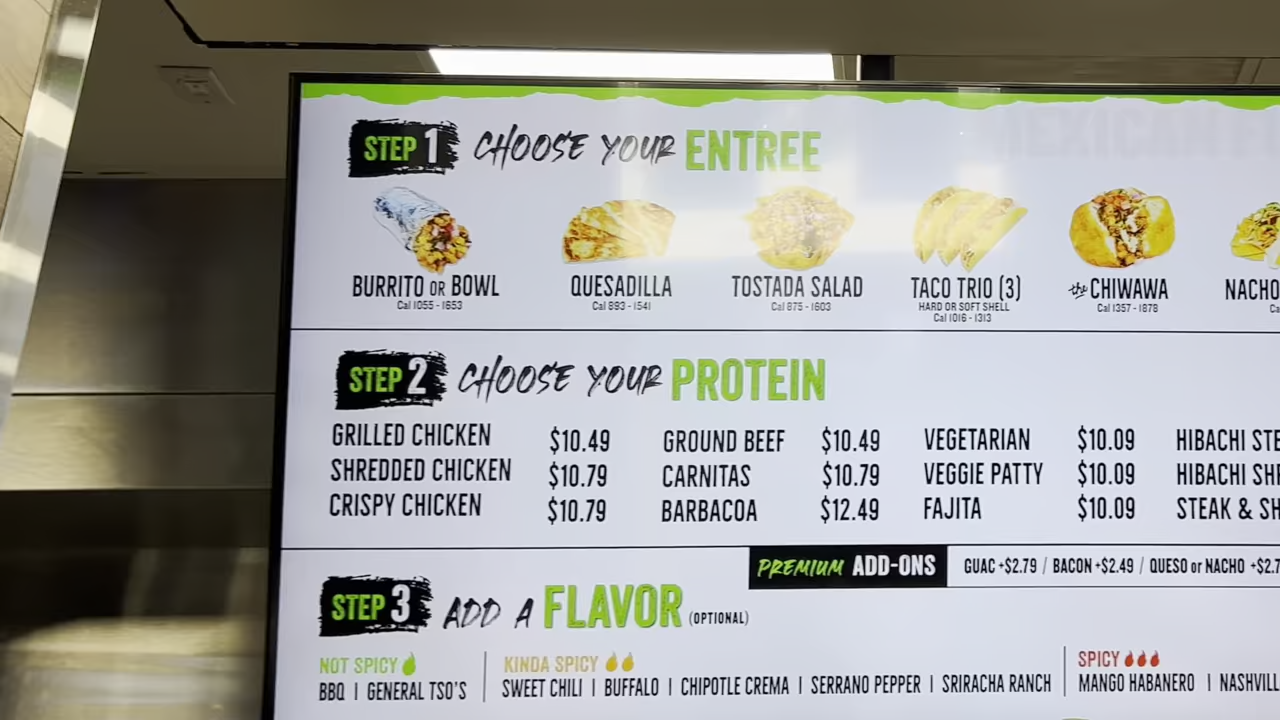 STEP 1 CHOOSE YOUR ENTREE
BURRITO OR BOWL
Cal 1055 - 1653
QUESADILLA
Cal 893 - 1541
TOSTADA SALAD
Cal 875 - 1603
TACO TRIO (3)
HARD OR SOFT SHELL
Cal 1016 - 1313
the CHIWAWA
Cal 1357 - 1878
STEP 2 CHOOSE YOUR PROTEIN
GRILLED CHICKEN $10.49
SHREDDED CHICKEN $10.79
CRISPY CHICKEN $10.79
GROUND BEEF $10.49
CARNITAS $10.79
BARBACOA $12.49
VEGETARIAN $10.09
VEGGIE PATTY $10.09
FAJITA $10.09
HIBACHI
HIBACHI
STEAK &
PREMIUM ADD-ONS GUAC +$2.79 / BACON +$2.49 / QUESO or NACHO
STEP 3 ADD A FLAVOR (OPTIONAL)
NOT SPICY
BBQ | GENERAL TSO'S
KINDA SPICY
SWEET CHILI | BUFFALO | CHIPOTLE CREMA | SERRANO PEPPER | SRIRACHA RANCH
SPICY
MANGO HABANERO |